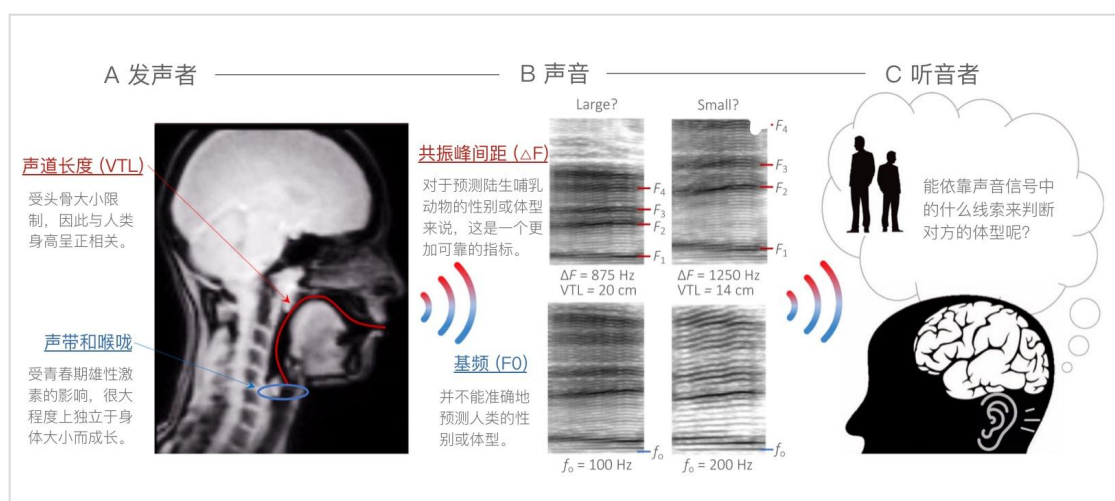 A 发声者
B 声音
C 听音者
声道长度 (VTL)
受头骨大小限
制，因此与人类
身高呈正相关。
声带和喉咙
受青春期雄性激
素的影响，很大
程度上独立于身
体大小而成长。
共振峰间距 (△F)
对于预测陆生哺乳
动物的性别或体型
来说，这是一个更
加可靠的指标。
基频 (F0)
并不能准确地
预测人类的性
别或体型。
Large?
F4
F3
F2
F1
ΔF = 875 Hz
VTL = 20 cm
Small?
F4
F3
F2
F1
ΔF = 1250 Hz
VTL = 14 cm
fo
fo = 100 Hz
fo
fo = 200 Hz
能依靠声音信号中
的什么线索来判断
对方的体型呢?